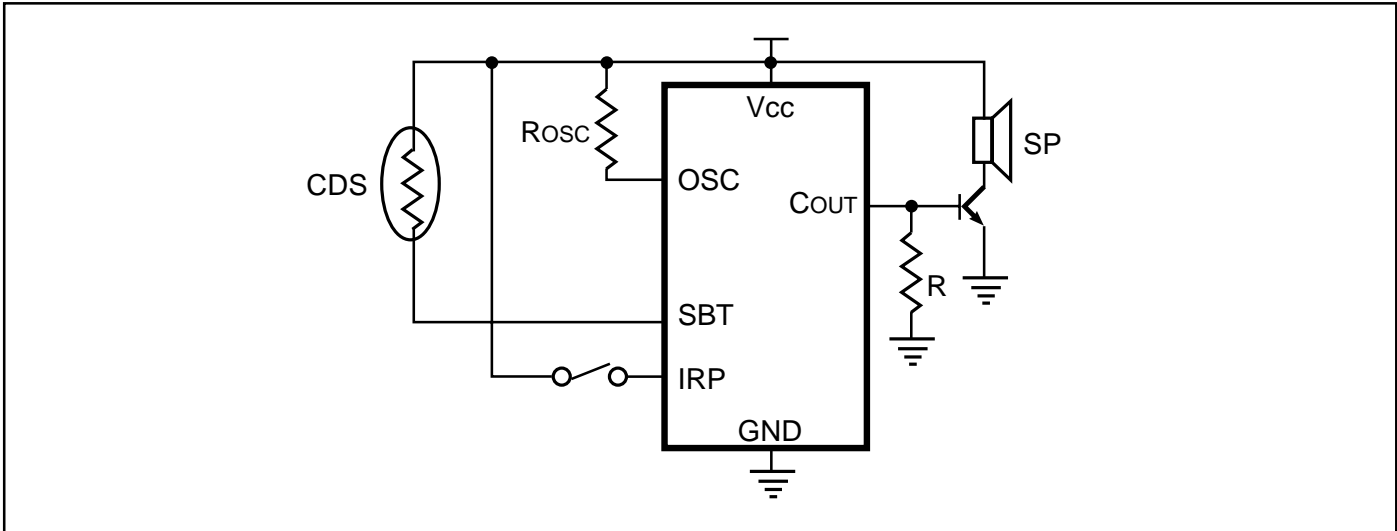 Vcc
ROSC
SP
CDS
OSC
COUT
R
SBT
IRP
GND